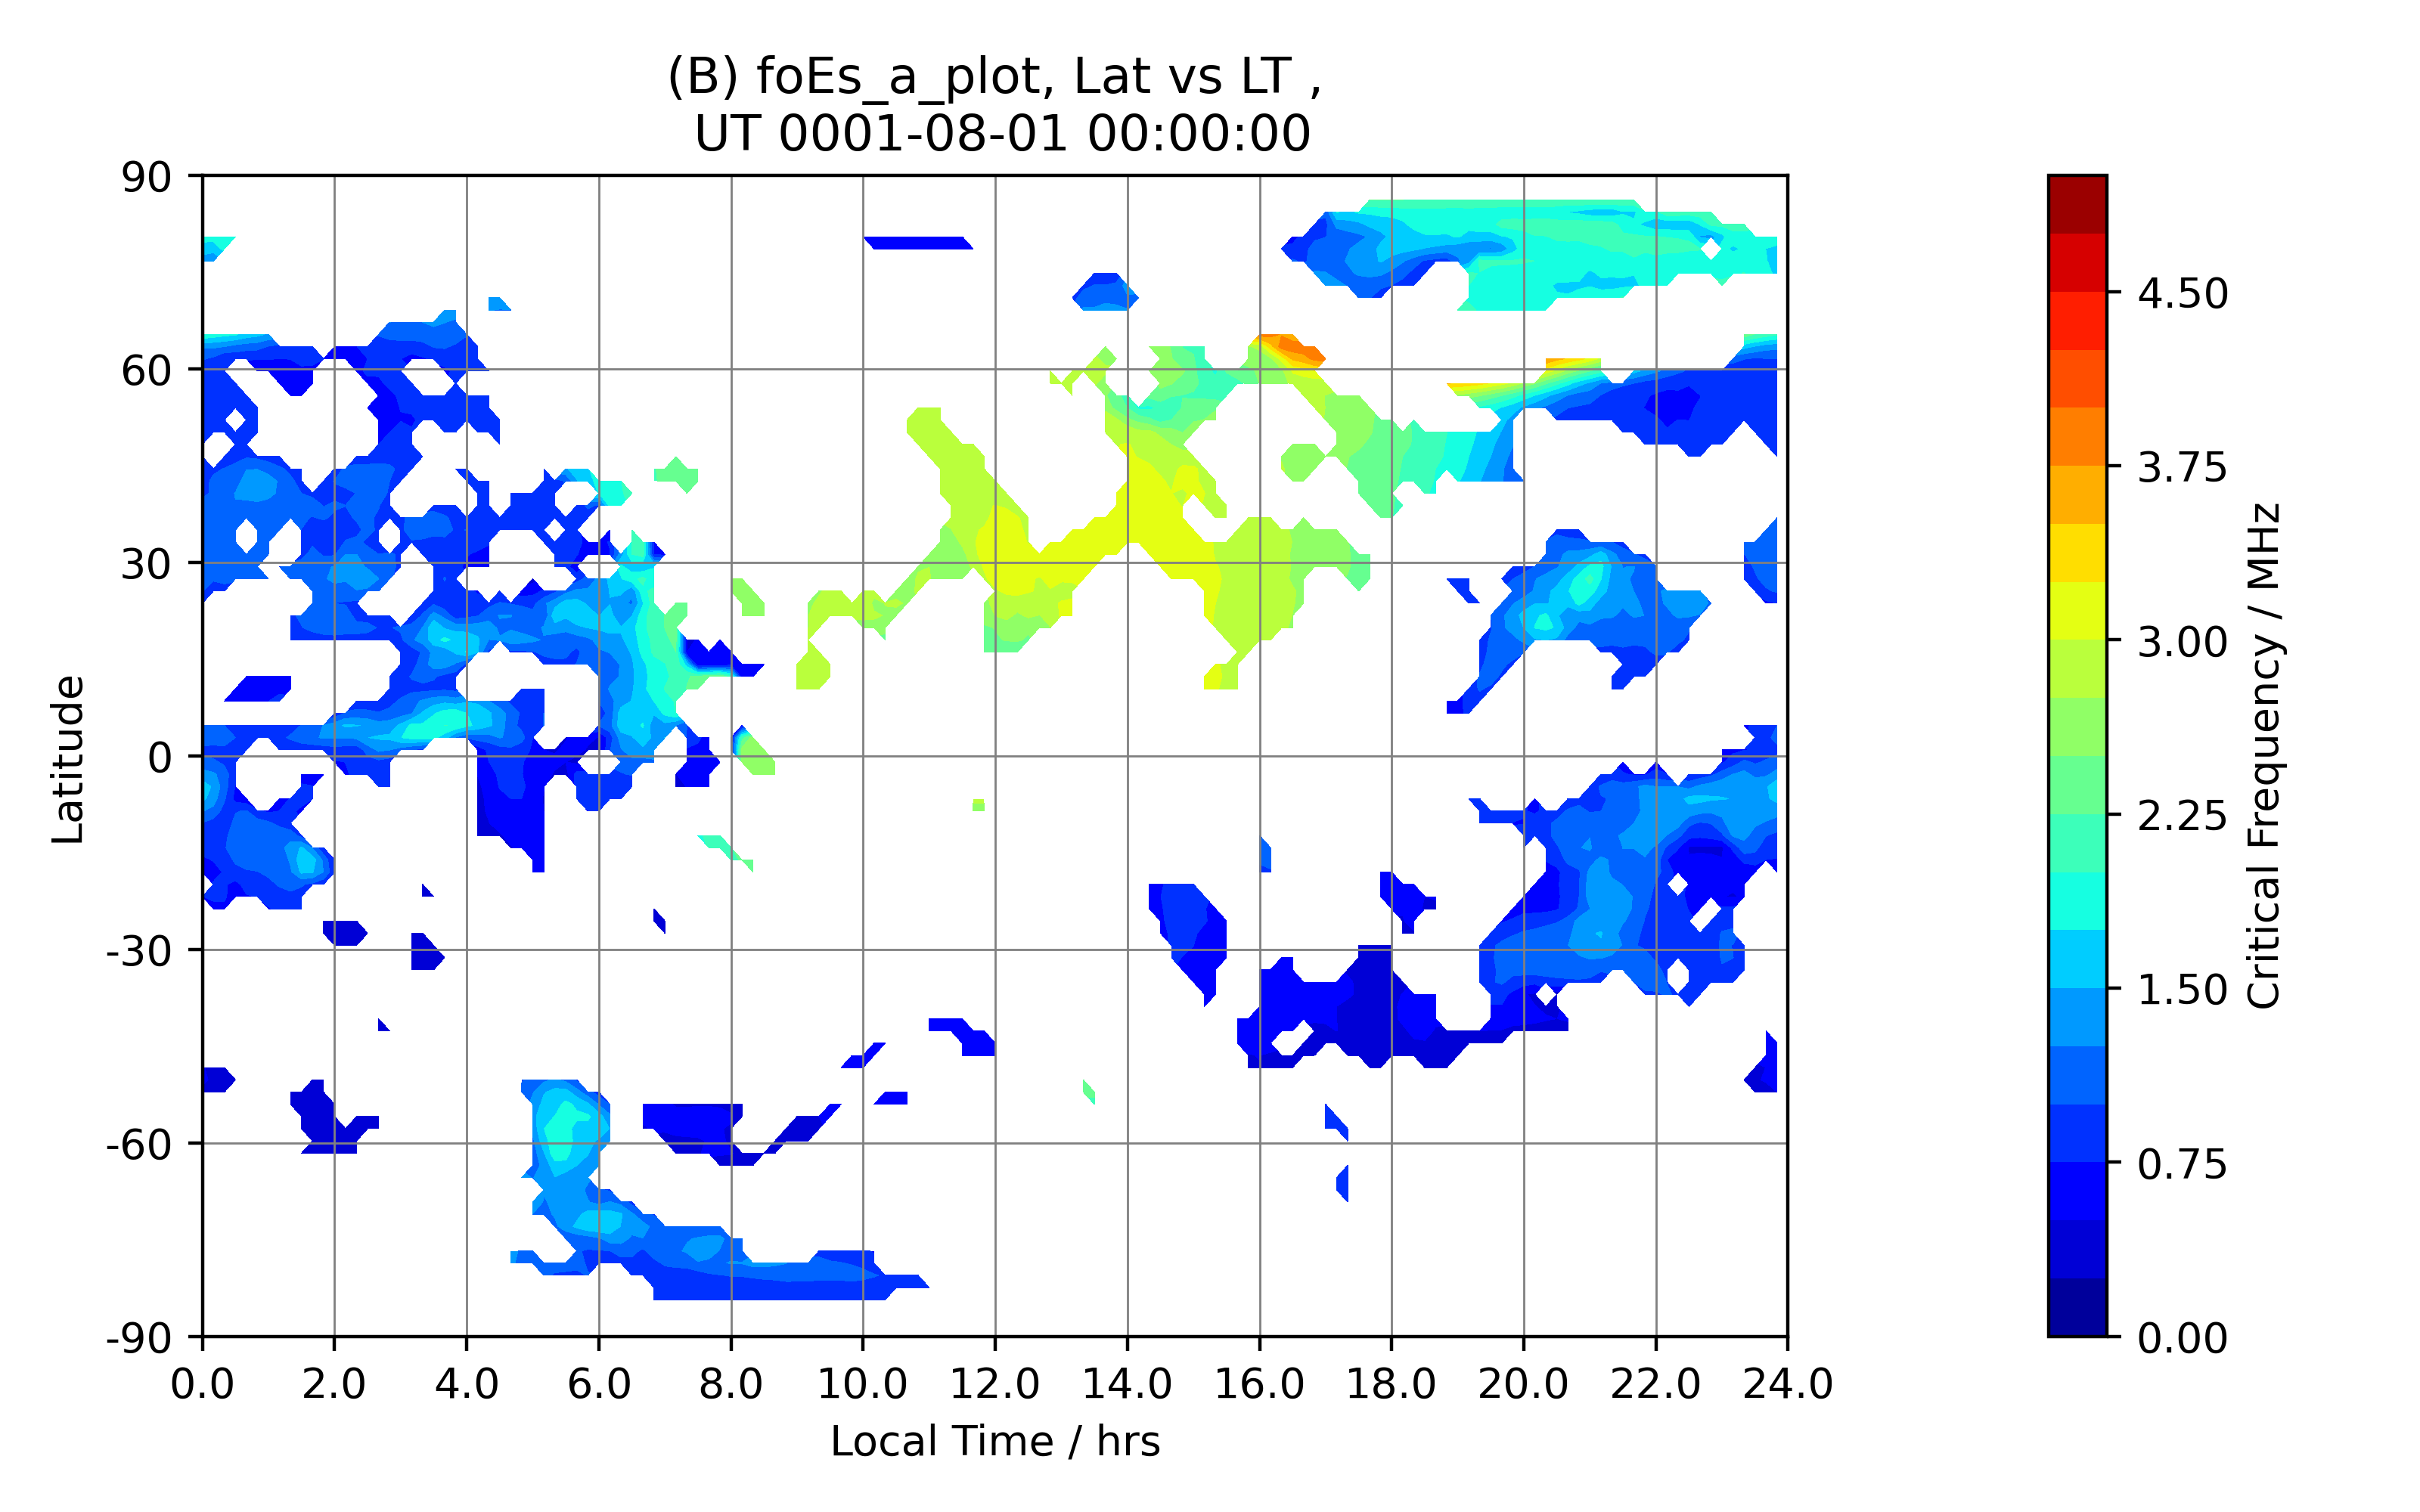 (B) foEs_a_plot, Lat vs LT ,
UT 0001-08-01 00:00:00
90
60
30
0
-30
-60
-90
Latitude
0.0 2.0 4.0 6.0 8.0 10.0 12.0 14.0 16.0 18.0 20.0 22.0 24.0
Local Time / hrs
4.50
3.75
3.00
2.25
1.50
0.75
0.00
Critical Frequency / MHz